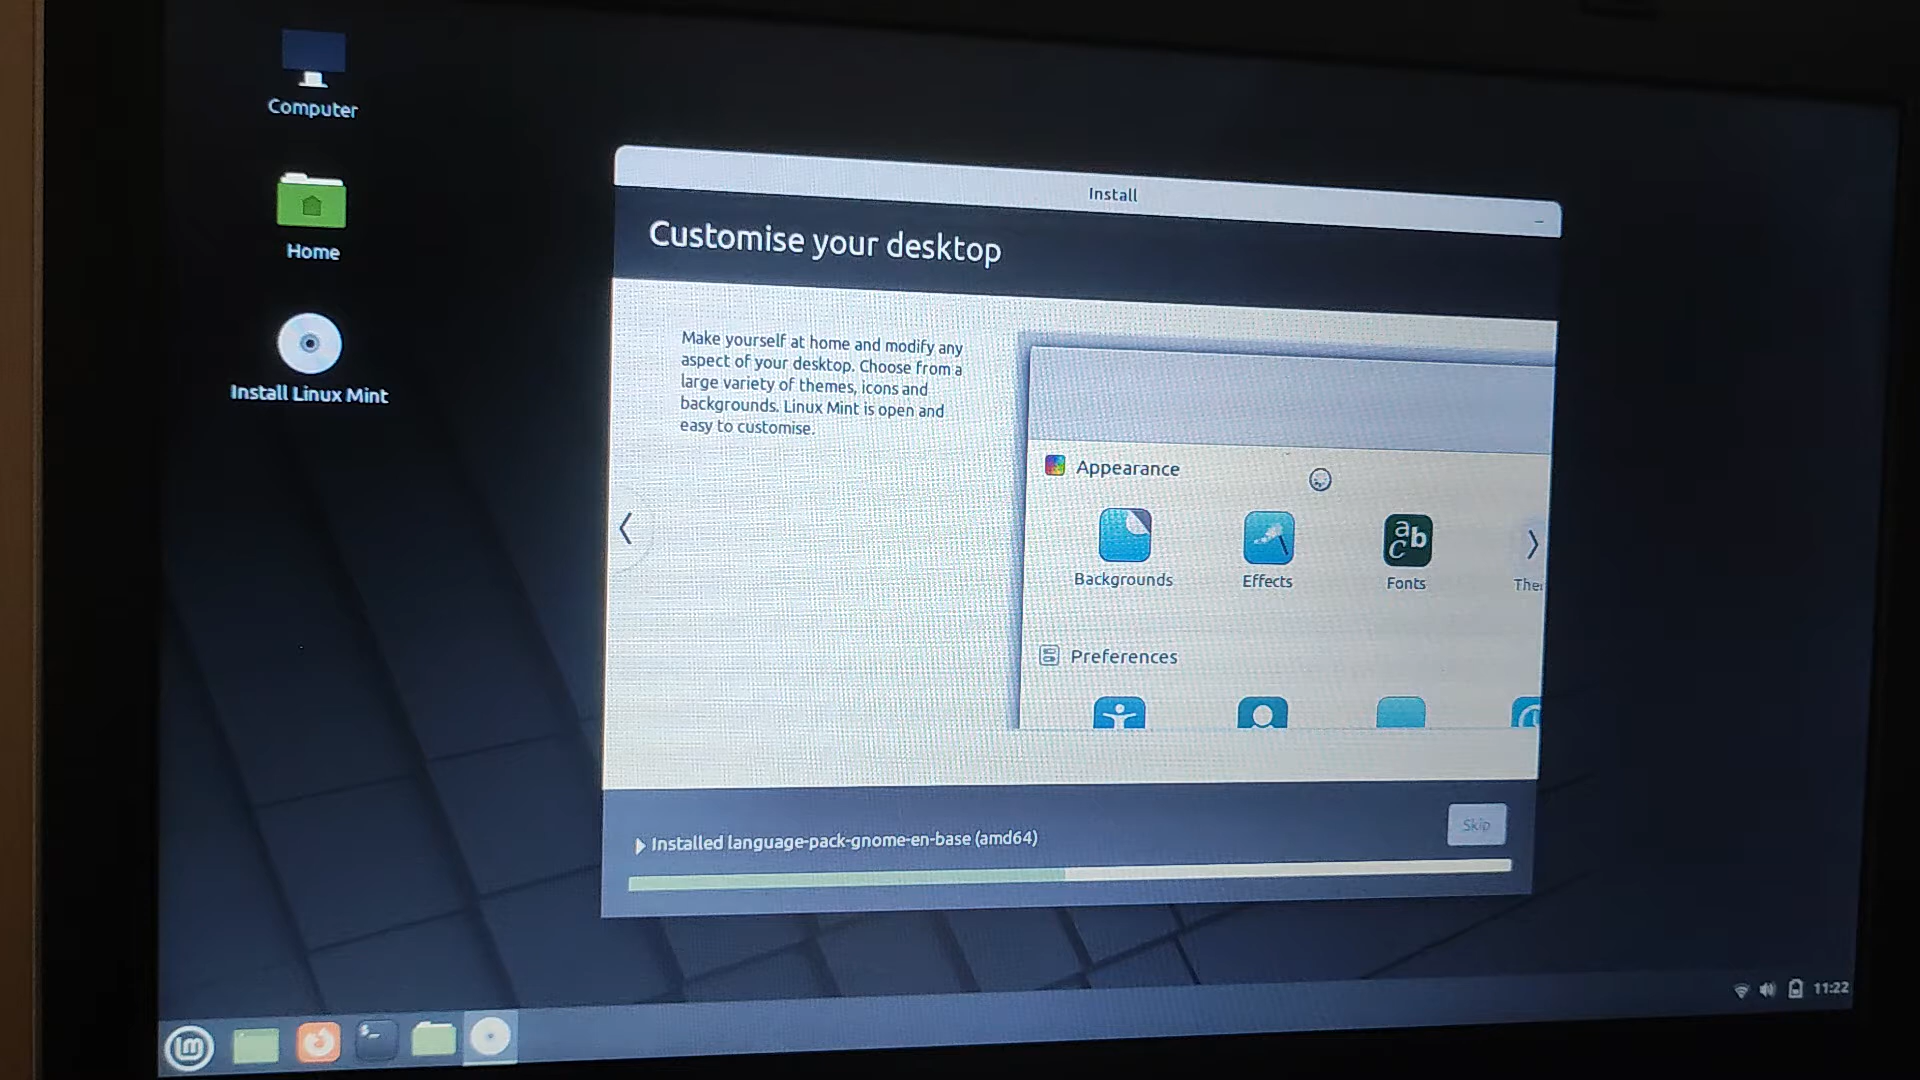 Computer
Home
Install Linux Mint
Install
Customise your desktop
Make yourself at home and modify any
aspect of your desktop. Choose from a
large variety of themes, icons and
backgrounds. Linux Mint is open and
easy to customise.
Appearance
Backgrounds
Effects
abC
Fonts
The
Preferences
Installed language-pack-gnome-en-base (amd64)
Skip
11:22